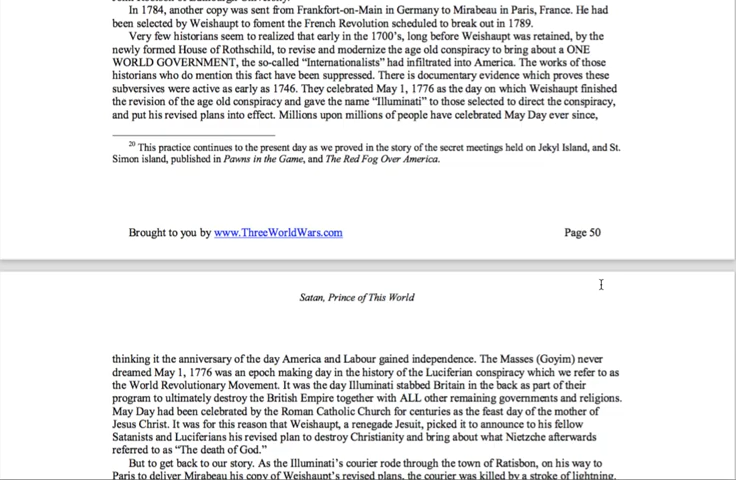 In 1784, another copy was sent from Frankfort-on-Main in Germany to Mirabeau in Paris, France. He had
been selected by Weishaupt to foment the French Revolution scheduled to break out in 1789.
Very few historians seem to realized that early in the 1700's, long before Weishaupt was retained, by the
newly formed House of Rothschild, to revise and modernize the age old conspiracy to bring about a ONE
WORLD GOVERNMENT, the so-called “Internationalists” had infiltrated into America. The works of those
historians who do mention this fact have been suppressed. There is documentary evidence which proves these
subversives were active as early as 1746. They celebrated May 1, 1776 as the day on which Weishaupt finished
the revision of the age old conspiracy and gave the name “Illuminati” to those selected to direct the conspiracy,
and put his revised plans into effect. Millions upon millions of people have celebrated May Day ever since,
20 This practice continues to the present day as we proved in the story of the secret meetings held on Jekyl Island, and St.
Simon island, published in Pawns in the Game, and The Red Fog Over America.
Brought to you by www.ThreeWorldWars.com Page 50
Satan, Prince of This World
thinking it the anniversary of the day America and Labour gained independence. The Masses (Goyim) never
dreamed May 1, 1776 was an epoch making day in the history of the Luciferian conspiracy which we refer to as
the World Revolutionary Movement. It was the day Illuminati stabbed Britain in the back as part of their
program to ultimately destroy the British Empire together with ALL other remaining governments and religions.
May Day had been celebrated by the Roman Catholic Church for centuries as the feast day of the mother of
Jesus Christ. It was for this reason that Weishaupt, a renegade Jesuit, picked it to announce to his fellow
Satanists and Luciferians his revised plan to destroy Christianity and bring about what Nietzche afterwards
referred to as “The death of God.”
But to get back to our story. As the Illuminati's courier rode through the town of Ratisbon, on his way to
Paris to deliver Mirabeau his copy of Weishaupt's revised plans, the courier was killed by a stroke of lightning.